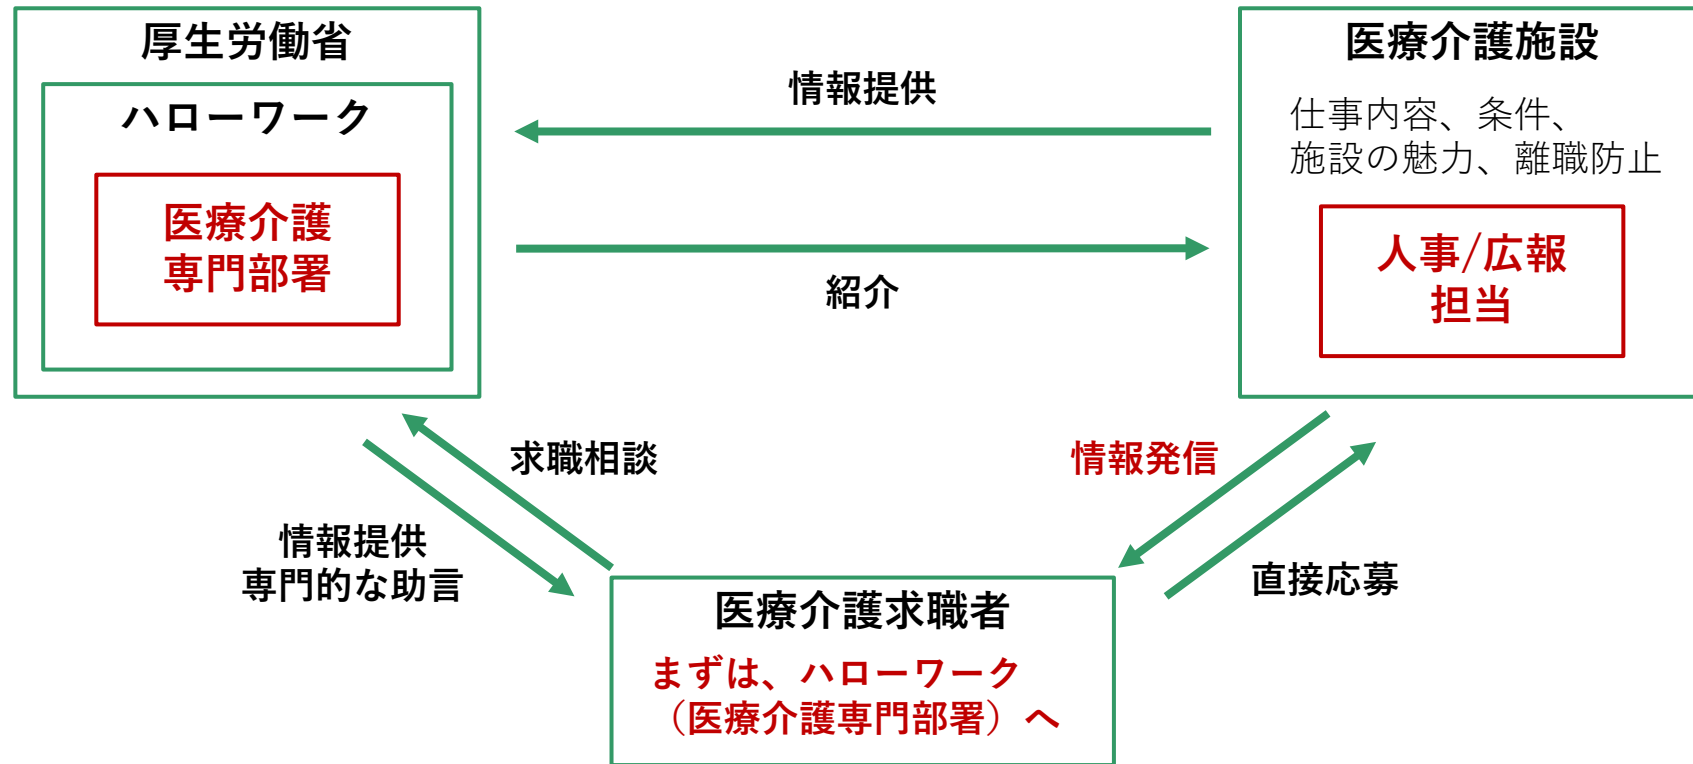 厚生労働省
ハローワーク
医療介護
専門部署
情報提供
紹介
医療介護施設
仕事内容、条件、
施設の魅力、離職防止
人事/広報
担当
求職相談
情報提供
専門的な助言
情報発信
直接応募
医療介護求職者
まずは、ハローワーク
（医療介護専門部署）へ